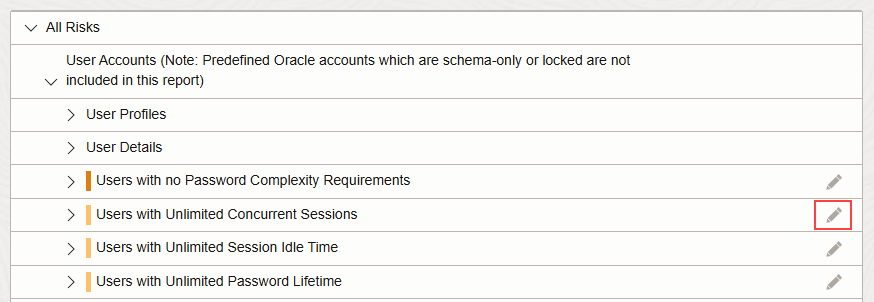 All Risks
User Accounts (Note: Predefined Oracle accounts which are schema-only or locked are not
included in this report)
User Profiles
User Details
Users with no Password Complexity Requirements
Users with Unlimited Concurrent Sessions
Users with Unlimited Session Idle Time
Users with Unlimited Password Lifetime